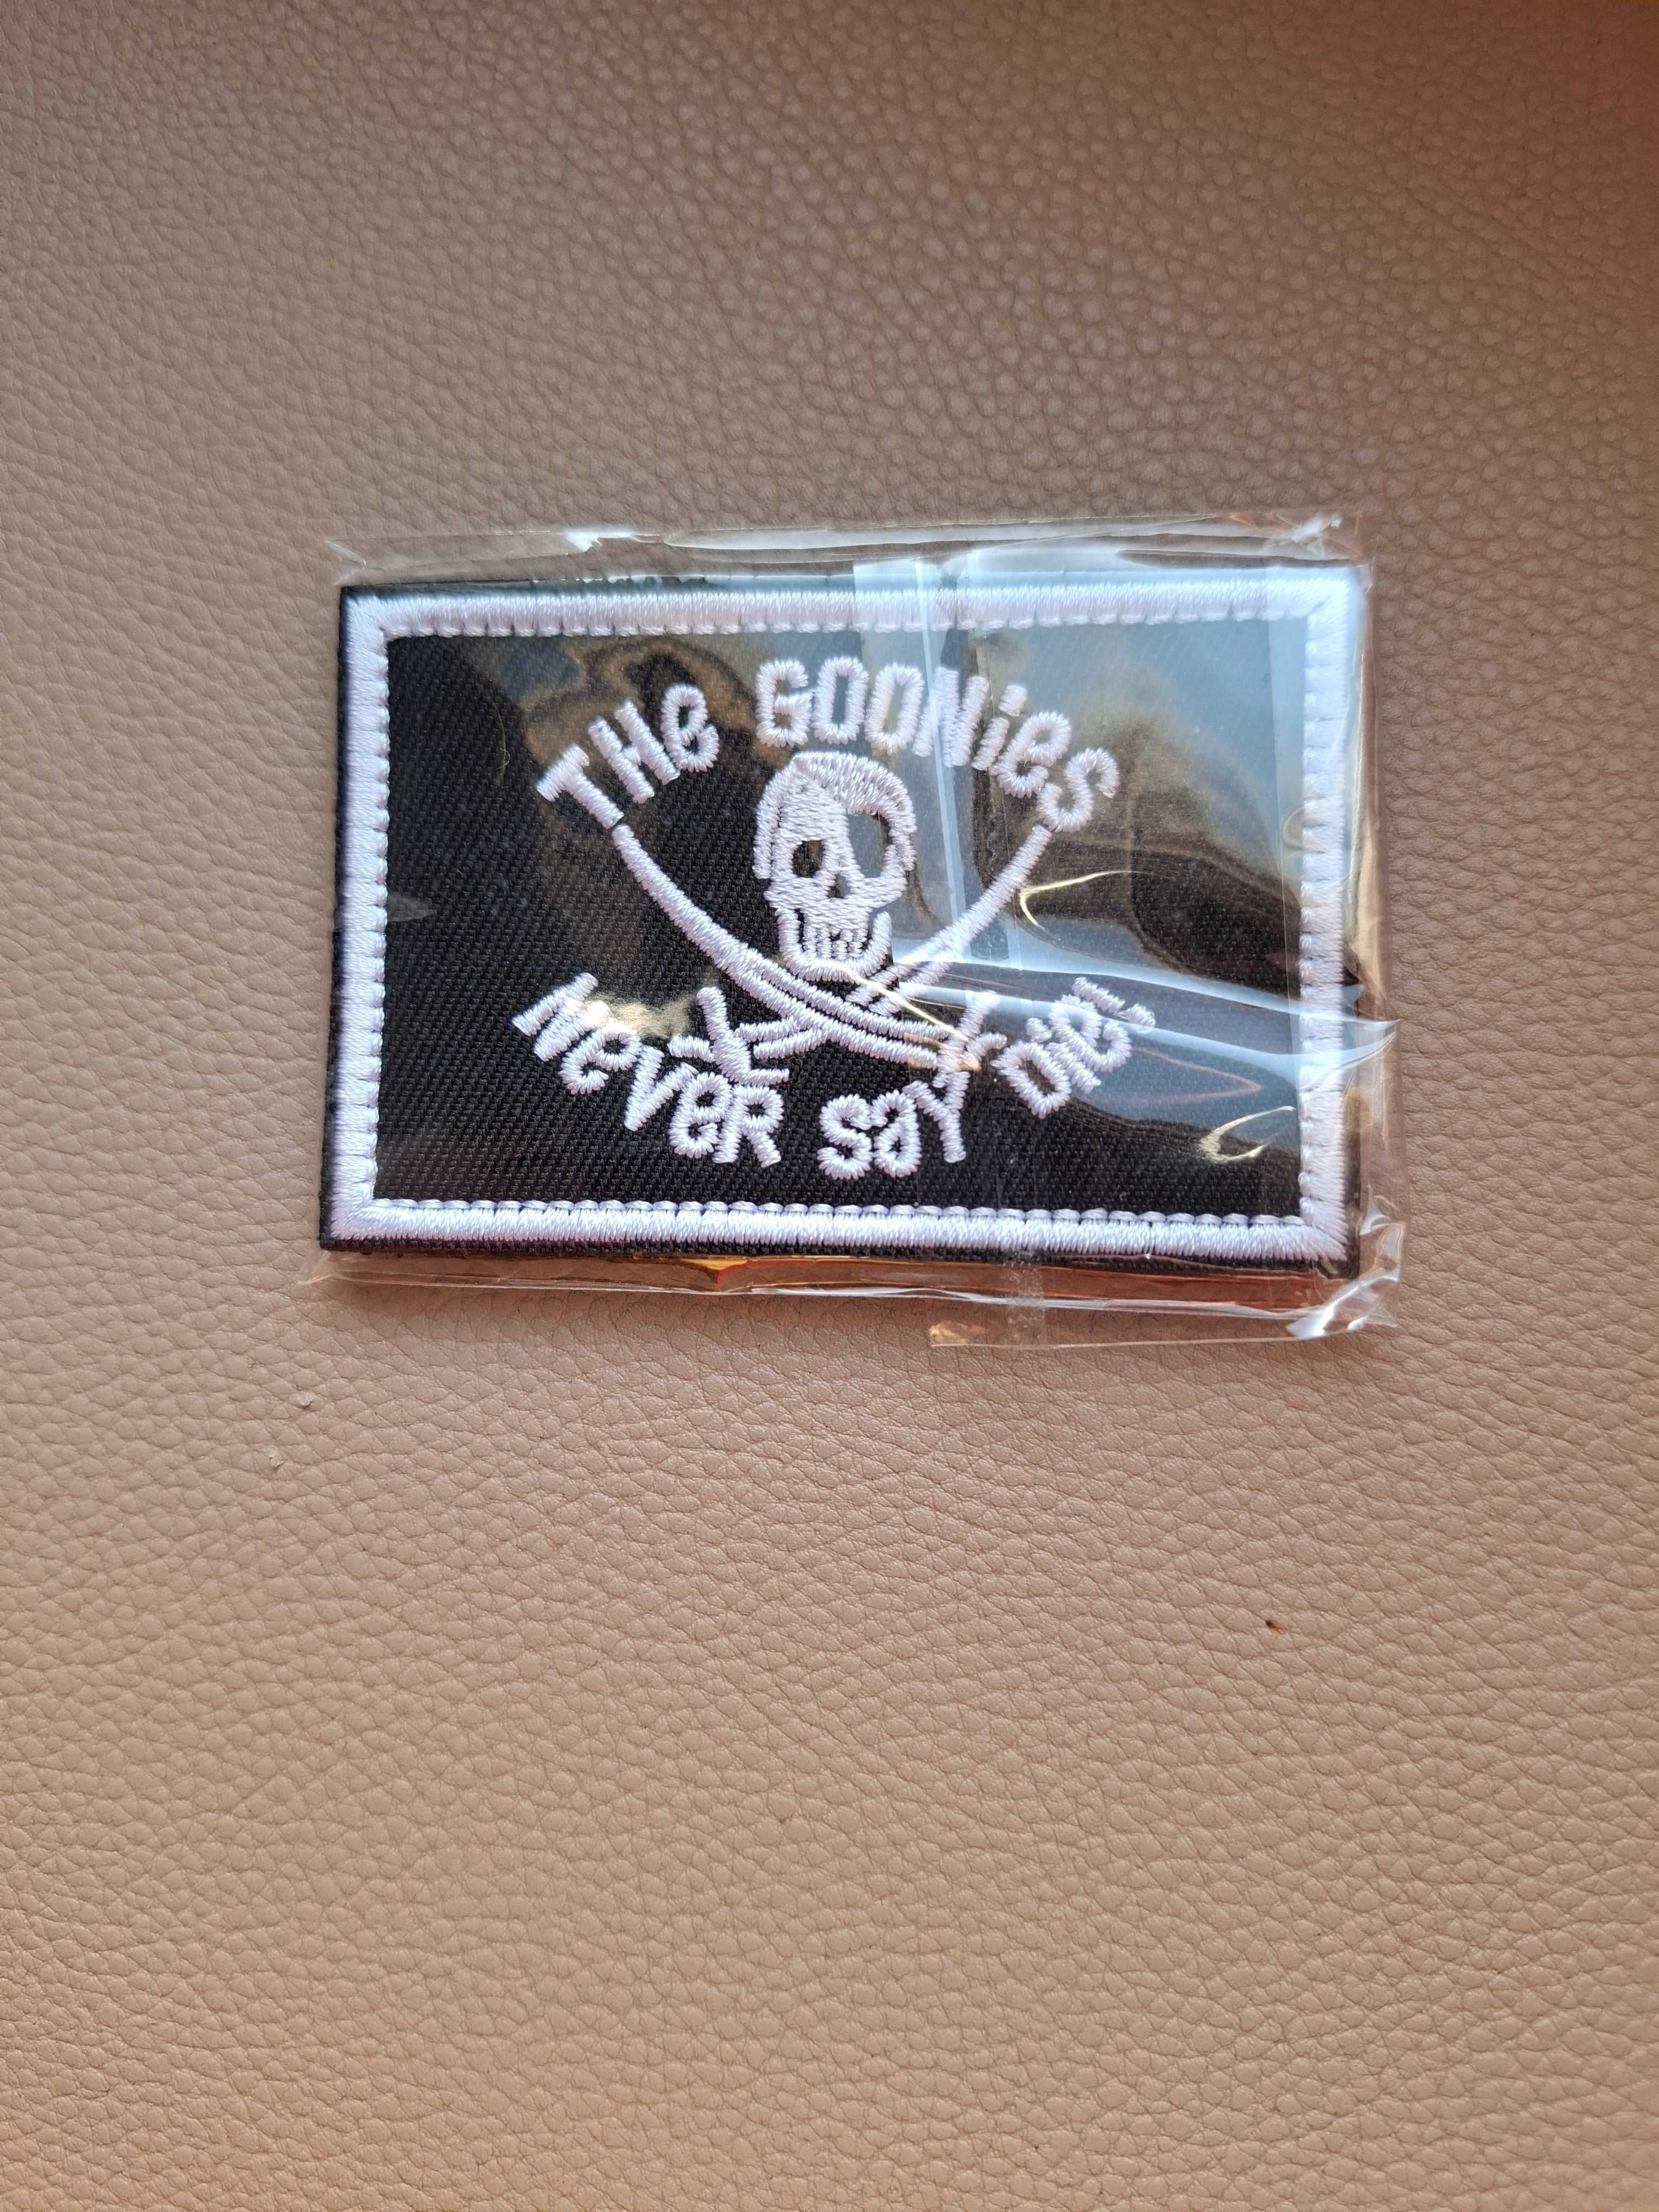 THe GOONieS
Never say Die!